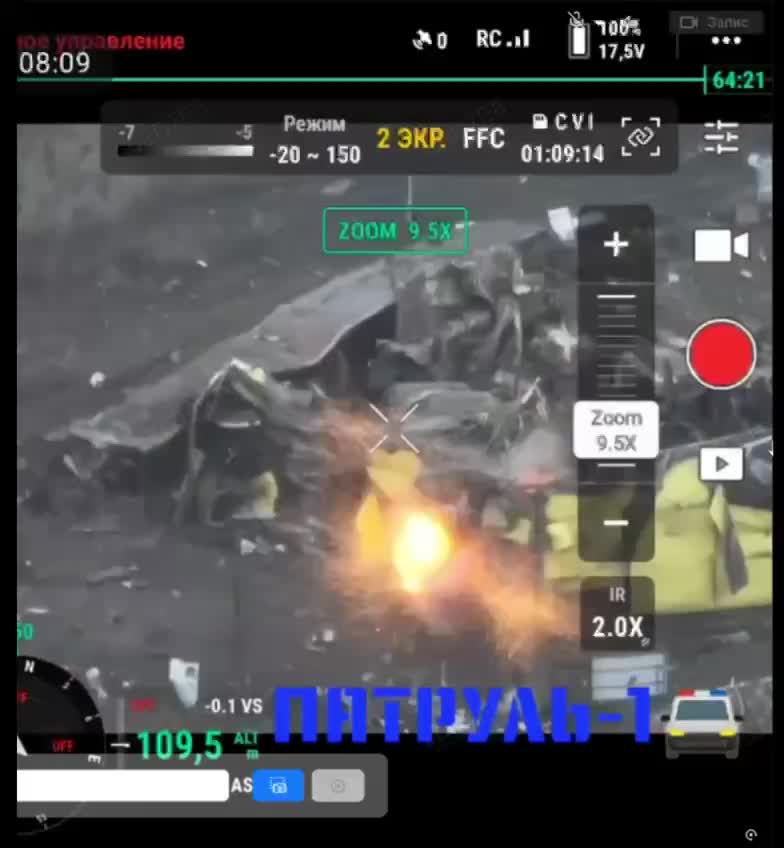 ное управление
0
RC
100%
17,5V
Запис
08:09
64:21
-7 -5
Режим
-20 ~ 150
2 ЭКР.
FFC
CVI
01:09:14
ZOOM 9.5X
Zoom
9.5X
IR
2.0X
N
-0.1 VS
OFF
E
109,5 ALT m
ПАТРУЛЬ-1
AS